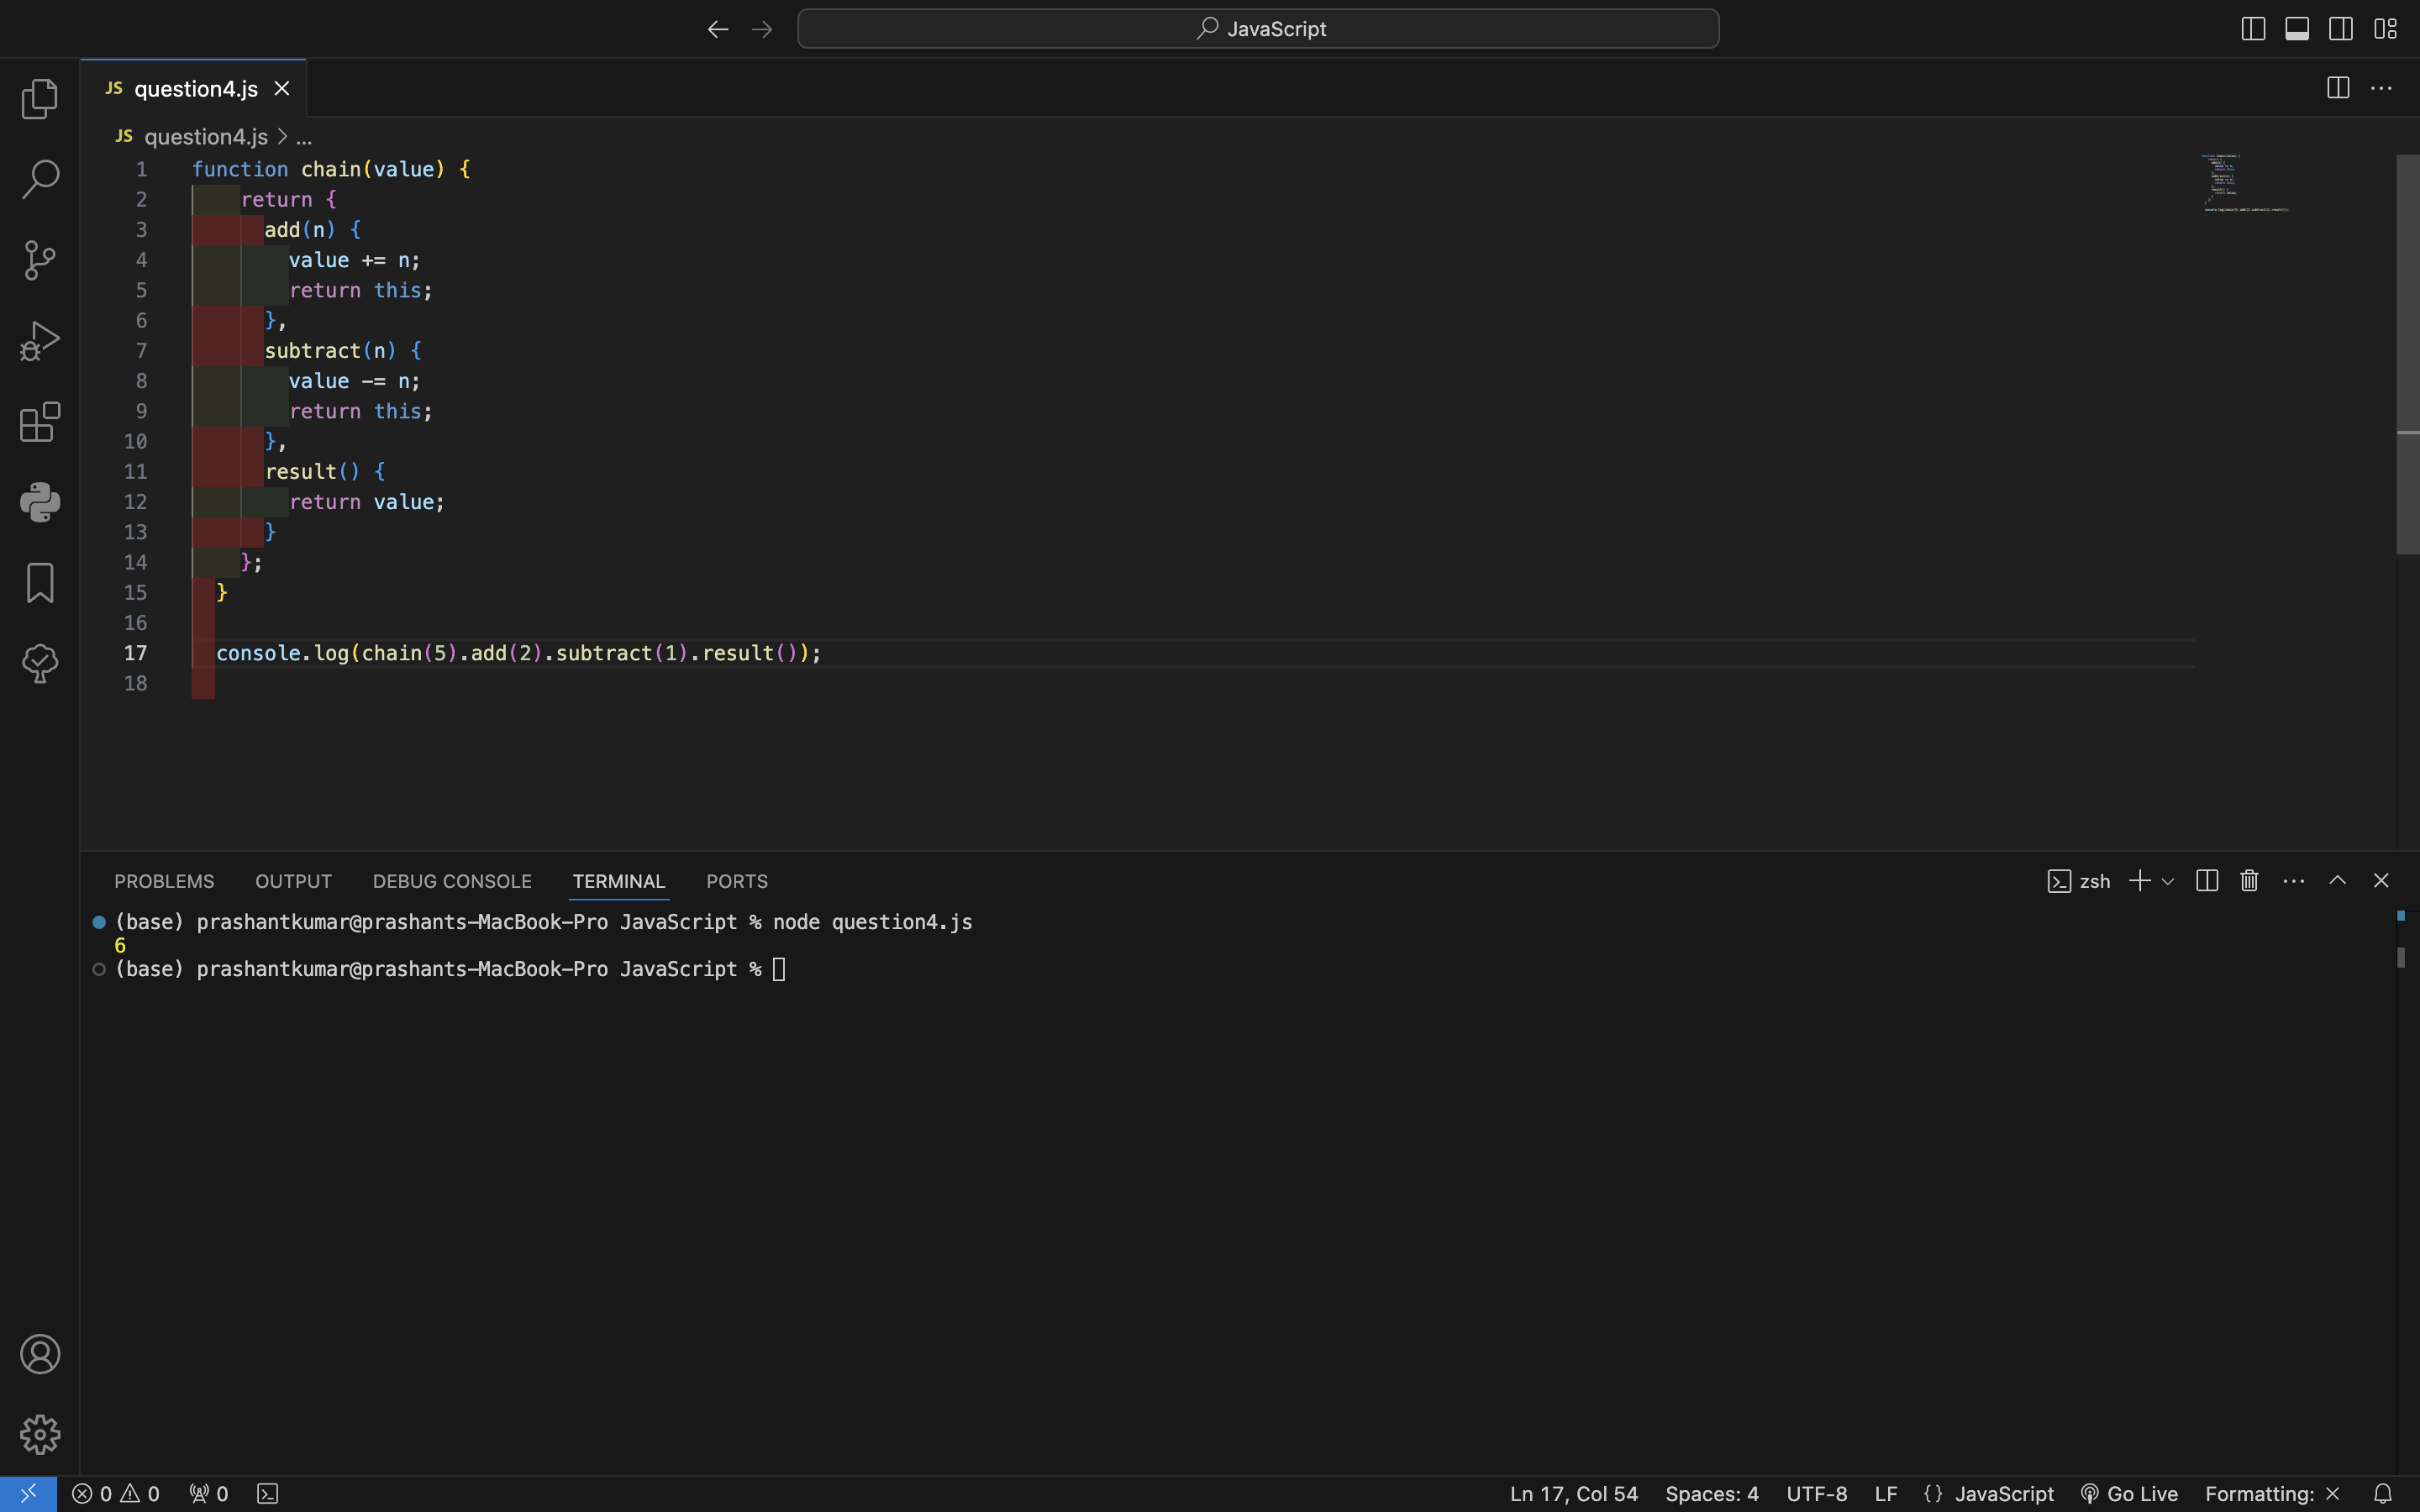 JavaScript
JS question4.js
JS question4.js > ...
1 function chain(value) {
2     return {
3       add(n) {
4         value += n;
5         return this;
6       },
7       subtract(n) {
8         value -= n;
9         return this;
10       },
11       result() {
12         return value;
13       }
14     };
15   }
16
17   console.log(chain(5).add(2).subtract(1).result());
18
PROBLEMS OUTPUT DEBUG CONSOLE TERMINAL PORTS zsh
(base) prashantkumar@prashants-MacBook-Pro JavaScript % node question4.js
6
(base) prashantkumar@prashants-MacBook-Pro JavaScript %
0 0 0 Ln 17, Col 54 Spaces: 4 UTF-8 LF {} JavaScript Go Live Formatting: ×